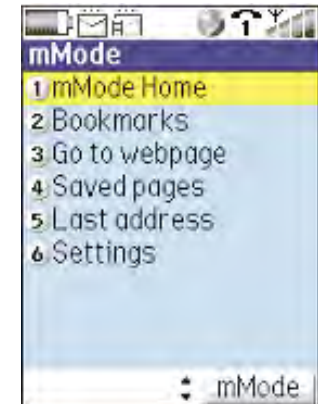 mMode
1 mMode Home
2 Bookmarks
3 Go to webpage
4 Saved pages
5 Last address
6 Settings
mMode